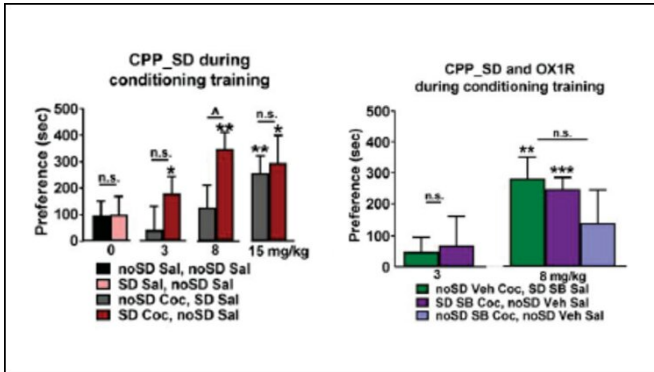 CPP_SD during
conditioning training
Preference (sec)
500
400
300
200
100
0
n.s.
n.s.
*
^
**
**
n.s.
*
0 3 8 15 mg/kg
noSD Sal, noSD Sal
SD Sal, noSD Sal
noSD Coc, SD Sal
SD Coc, noSD Sal
CPP_SD and OX1R
during conditioning training
Preference (sec)
500
400
300
200
100
0
n.s.
n.s.
**
***
3 8 mg/kg
noSD Veh Coc, SD SB Sal
SD SB Coc, noSD Veh Sal
noSD SB Coc, noSD Veh Sal